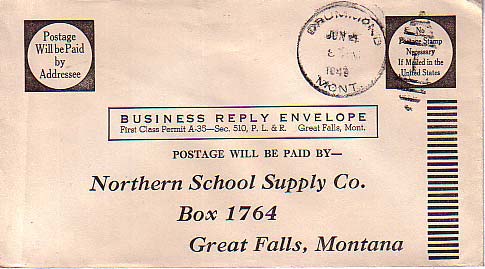 Postage
Will be Paid
by
Addressee
DRUMMOND
JUN
MONT.
No
Postage Stamp
Necessary
If Mailed in the
United States
BUSINESS REPLY ENVELOPE
First Class Permit A-35—Sec. 510, P. L. & R. Great Falls, Mont.
POSTAGE WILL BE PAID BY—
Northern School Supply Co.
Box 1764
Great Falls, Montana